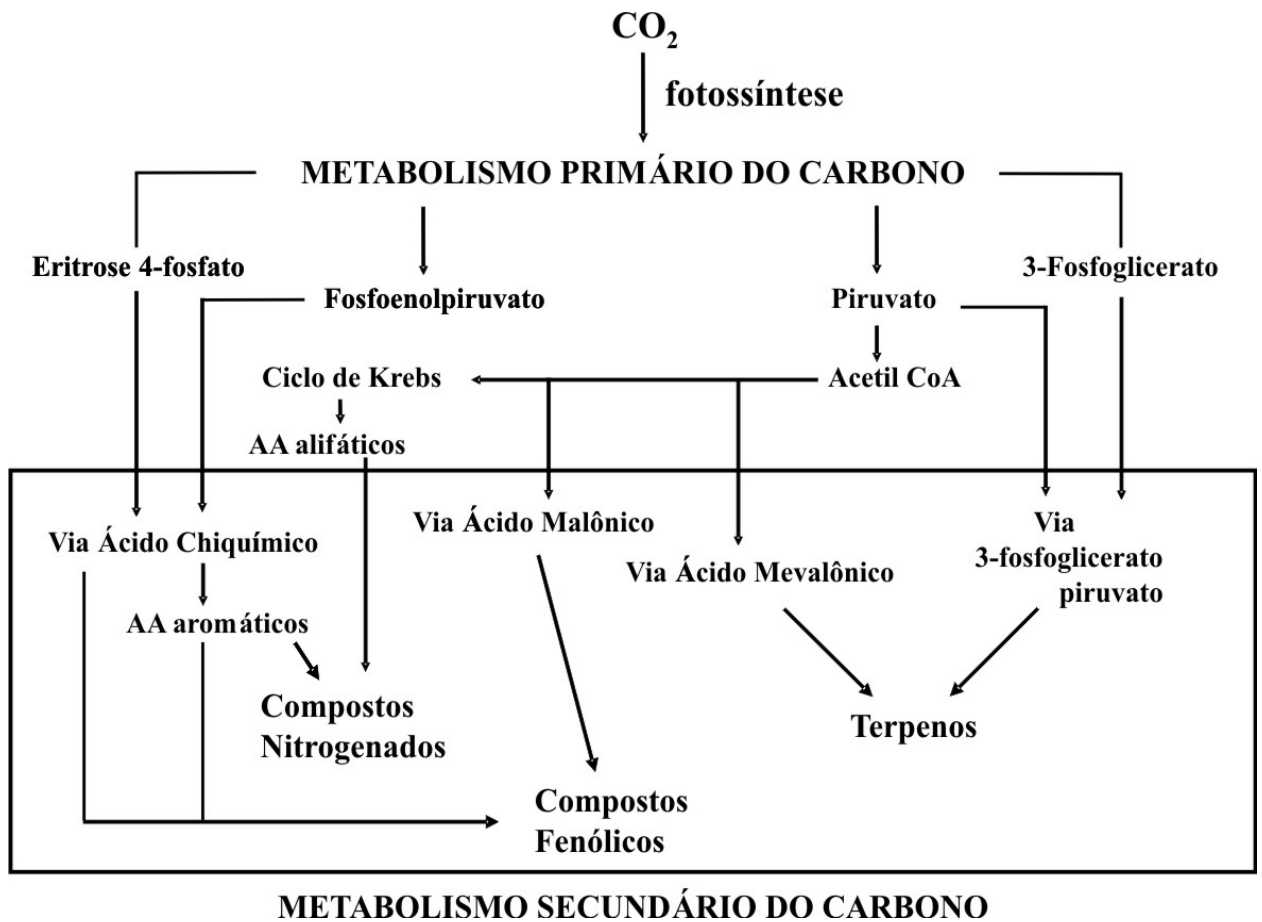 CO₂
fotossíntese
METABOLISMO PRIMÁRIO DO CARBONO
Eritrose 4-fosfato
3-Fosfoglicerato
Fosfoenolpiruvato
Piruvato
Ciclo de Krebs
Acetil CoA
AA alifáticos
Via Ácido Chiquímico
Via Ácido Malônico
Via Ácido Mevalônico
Via
3-fosfoglicerato
piruvato
AA aromáticos
Compostos
Nitrogenados
Terpenos
Compostos
Fenólicos
METABOLISMO SECUNDÁRIO DO CARBONO